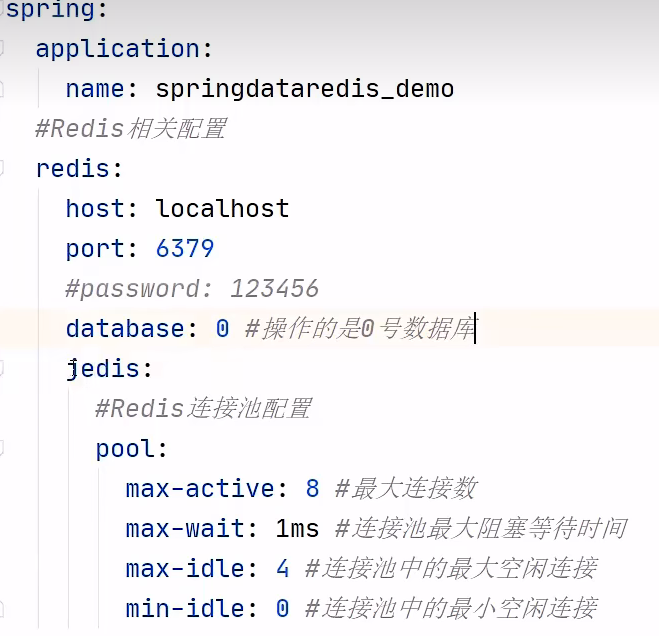 spring:
  application:
    name: springdataredis_demo
  #Redis相关配置
  redis:
    host: localhost
    port: 6379
    #password: 123456
    database: 0 #操作的是0号数据库
    jedis:
      #Redis连接池配置
      pool:
        max-active: 8 #最大连接数
        max-wait: 1ms #连接池最大阻塞等待时间
        max-idle: 4 #连接池中的最大空闲连接
        min-idle: 0 #连接池中的最小空闲连接